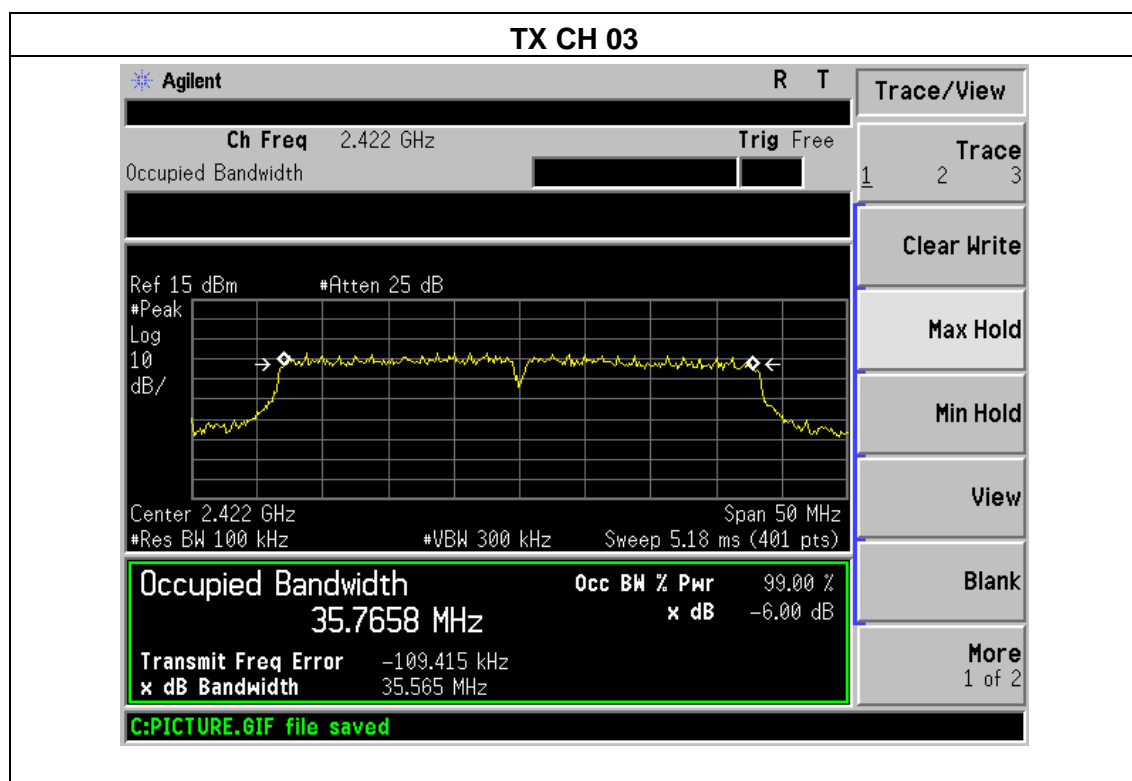 TX CH 03
Agilent R T
Trace/View
Ch Freq 2.422 GHz Trig Free
Occupied Bandwidth
Trace
1 2 3
Clear Write
Ref 15 dBm #Atten 25 dB
#Peak
Log
10
dB/
Max Hold
Min Hold
View
Center 2.422 GHz Span 50 MHz
#Res BW 100 kHz #VBW 300 kHz Sweep 5.18 ms (401 pts)
Occupied Bandwidth Occ BW % Pwr 99.00 %
35.7658 MHz x dB -6.00 dB
Blank
Transmit Freq Error -109.415 kHz
x dB Bandwidth 35.565 MHz
More
1 of 2
C:PICTURE.GIF file saved